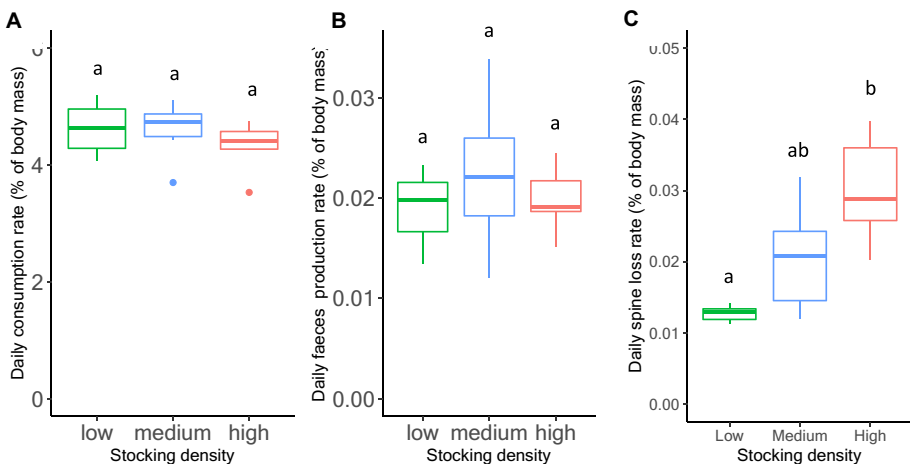 A
Daily consumption rate (% of body mass)
6
4
2
0
a
a
a
low
medium
high
Stocking density
B
Daily faeces production rate (% of body mass)
0.03
0.02
0.01
0.00
a
a
a
low
medium
high
Stocking density
C
Daily spine loss rate (% of body mass)
0.05
0.04
0.03
0.02
0.01
0.00
a
ab
b
Low
Medium
High
Stocking density